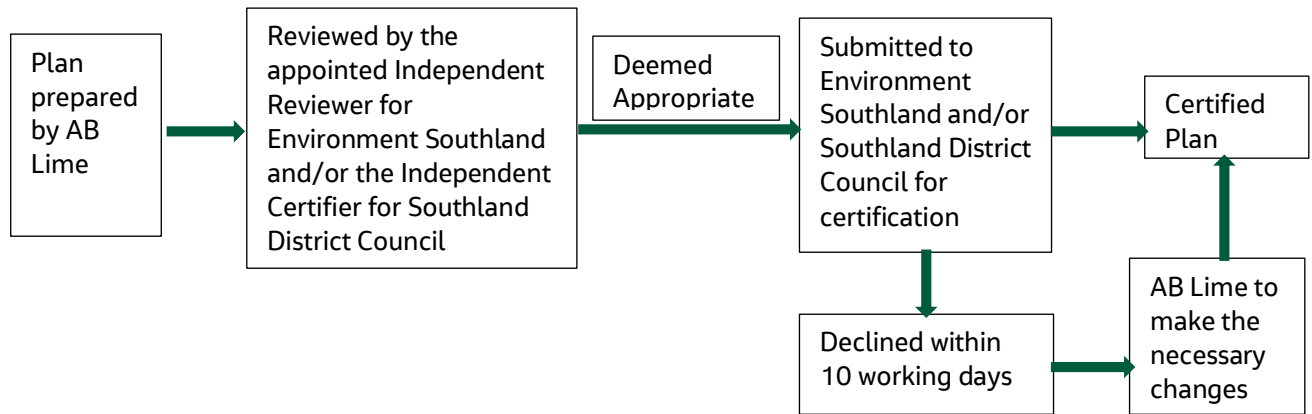 Plan
prepared
by AB
Lime
Reviewed by the
appointed Independent
Reviewer for
Environment Southland
and/or the Independent
Certifier for Southland
District Council
Deemed
Appropriate
Submitted to
Environment
Southland and/or
Southland District
Council for
certification
Certified
Plan
Declined within
10 working days
AB Lime to
make the
necessary
changes